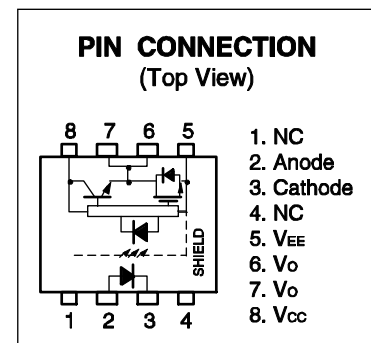 PIN CONNECTION
(Top View)
8 7 6 5
SHIELD
1 2 3 4
1. NC
2. Anode
3. Cathode
4. NC
5. VEE
6. VO
7. VO
8. VCC